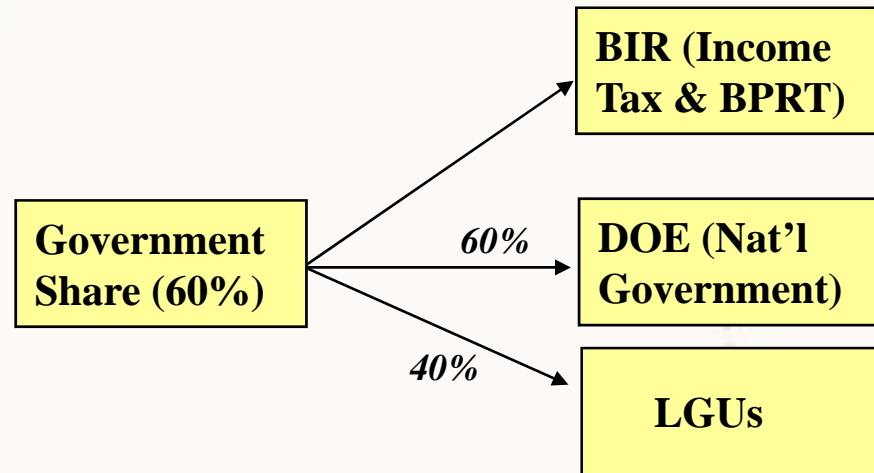 BIR (Income
Tax & BPRT)
Government
Share (60%)
60%
DOE (Nat’l
Government)
40%
LGUs